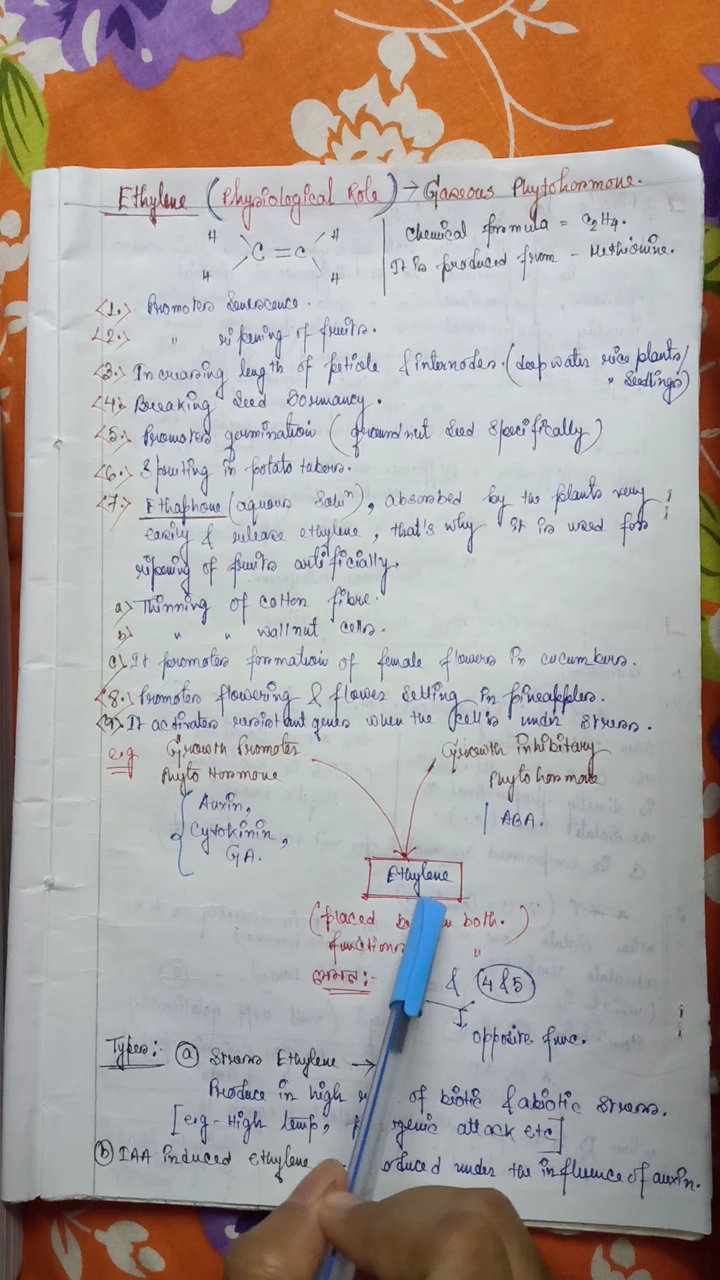 Ethylene (Physiological Role) → Gaseous Phytohormone.
H H
C = C
H H
Chemical formula = C₂H₄.
It is produced from - Methionine.
<1.> Promotes Senescence.
<2.> " ripening of fruits.
<3.> Increasing length of petiole & internodes. (deep water rice plants/
" Seedlings)
<4.> Breaking Seed Dormancy.
<5.> Promotes germination (groundnut seed specifically)
<6.> Spruting in potato tubers.
<7.> Ethaphone (aquous Soluⁿ), absorbed by the plants very
easily & release ethylene, that's why it is used for
ripening of fruits artificially.
a> Thinning of cotton fibre.
b> " " wallnut cells.
c> It promotes formation of female flowers in cucumbers.
<8.> Promotes flowering & flower setting in pineapples.
<9.> It activates resistant genes when the cell is under stress.
e.g Growth Promoter
Phyto Hormone
Auxin,
Cytokinin,
GA.
Growth inhibitary
Phytohormone
ABA.
Ethylene
(placed both.)
functions "
যেমন:- & 4 & 5
opposite func.
Types:- (a) Stress Ethylene →
Produce in high of biotic & abiotic stress.
[e.g - High temp, genic attack etc]
(b) IAA induced ethylene under the influence of auxin.